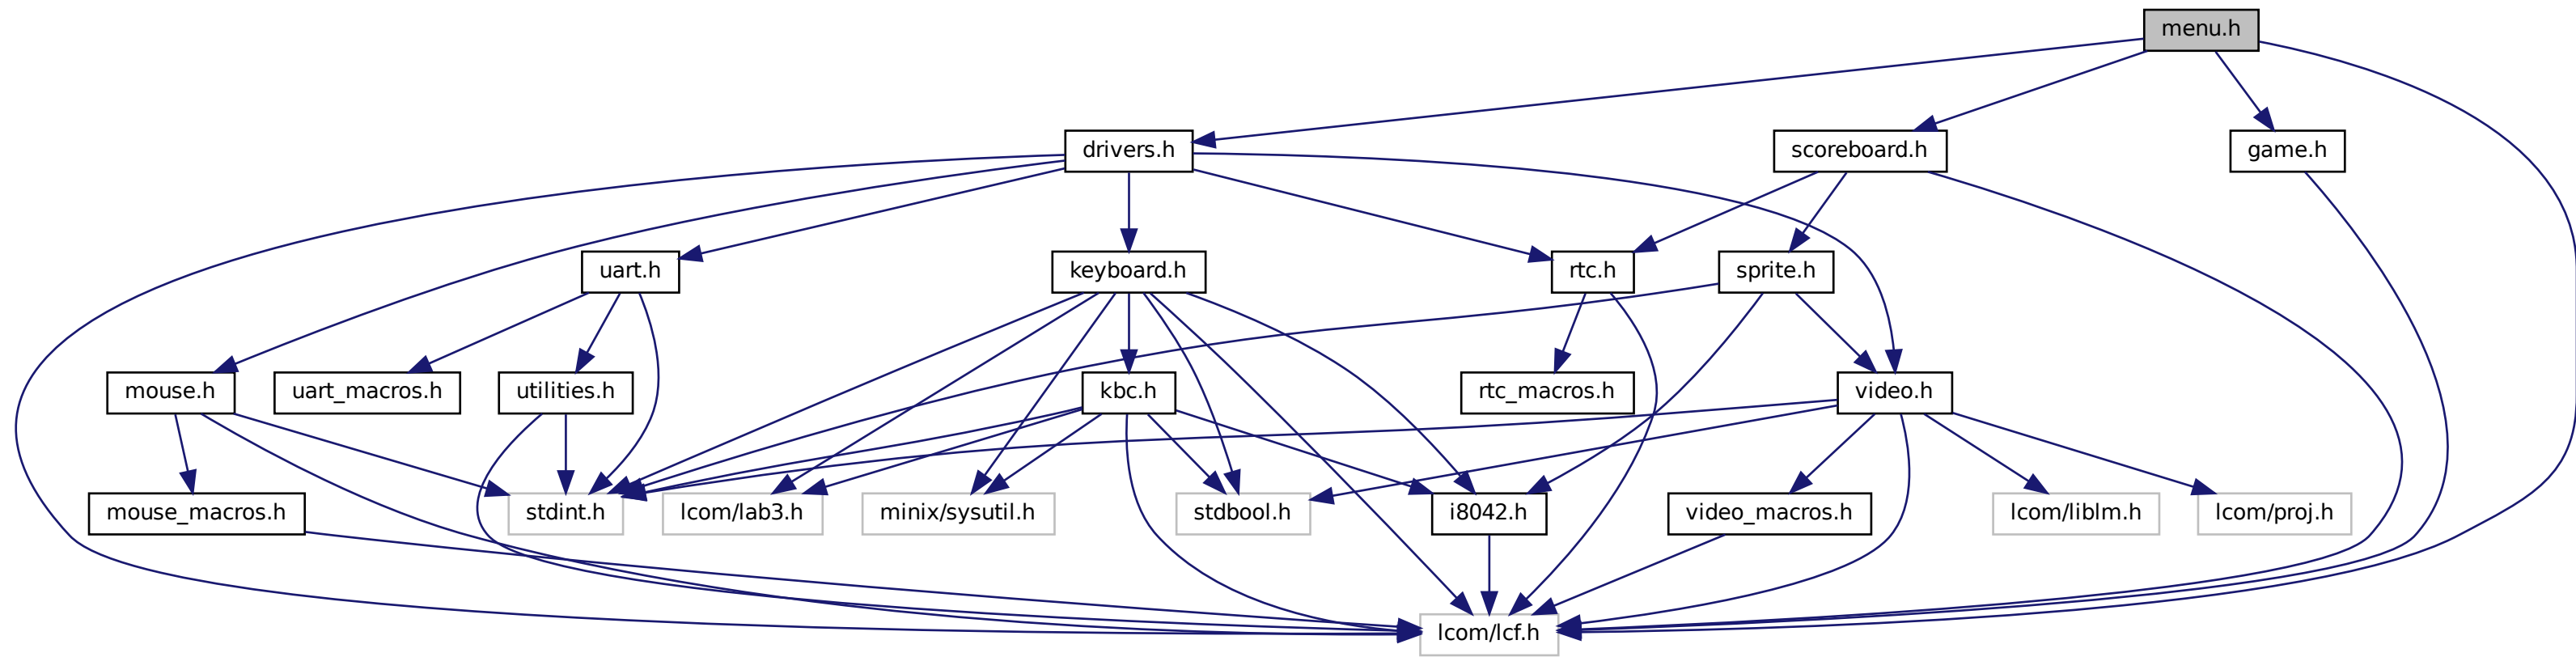 menu.h
drivers.h
scoreboard.h
game.h
uart.h
keyboard.h
rtc.h
sprite.h
mouse.h
uart_macros.h
utilities.h
kbc.h
rtc_macros.h
video.h
mouse_macros.h
stdint.h
lcom/lab3.h
minix/sysutil.h
stdbool.h
i8042.h
video_macros.h
lcom/liblm.h
lcom/proj.h
lcom/lcf.h